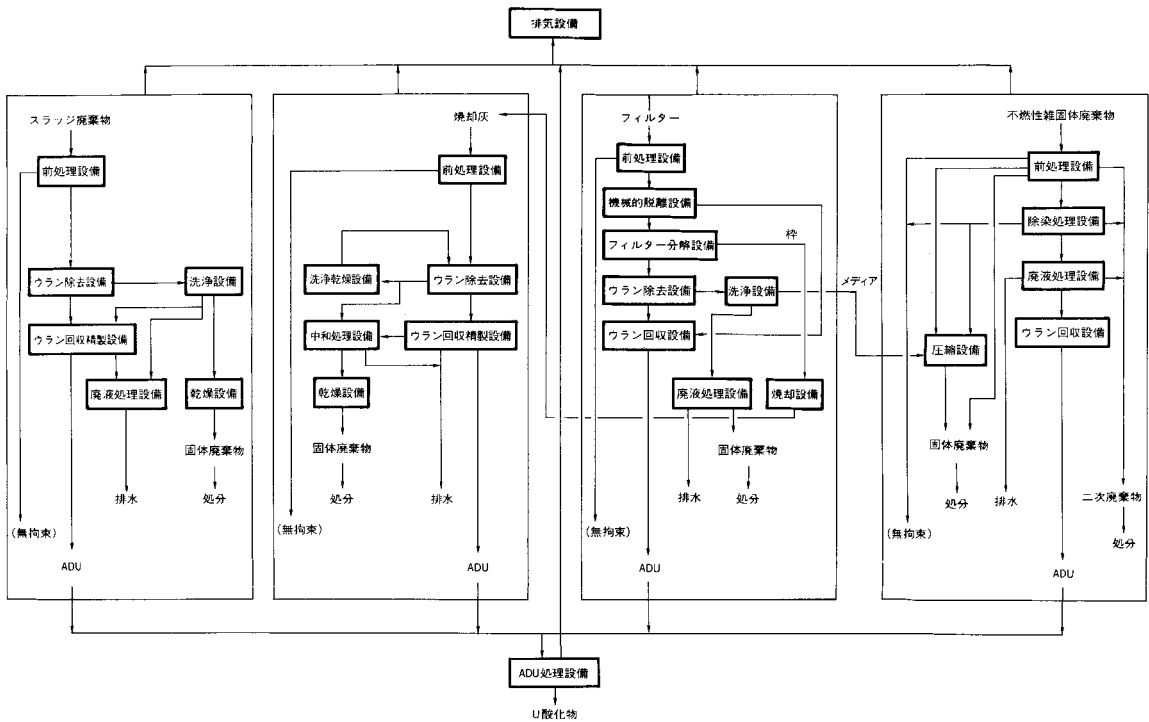 排気設備
スラッジ廃棄物
前処理設備
ウラン除去設備
洗浄設備
ウラン回収精製設備
廃液処理設備
乾燥設備
固体廃棄物
排水
処分
(無拘束)
ADU
焼却灰
前処理設備
洗浄乾燥設備
ウラン除去設備
中和処理設備
ウラン回収精製設備
乾燥設備
固体廃棄物
処分
排水
(無拘束)
ADU
フィルター
前処理設備
機械的脱離設備
フィルター分解設備
枠
ウラン除去設備
洗浄設備
メディア
ウラン回収設備
廃液処理設備
焼却設備
固体廃棄物
排水
処分
(無拘束)
ADU
不燃性雑固体廃棄物
前処理設備
除染処理設備
廃液処理設備
ウラン回収設備
圧縮設備
固体廃棄物
処分
排水
二次廃棄物
(無拘束)
処分
ADU
ADU処理設備
U酸化物